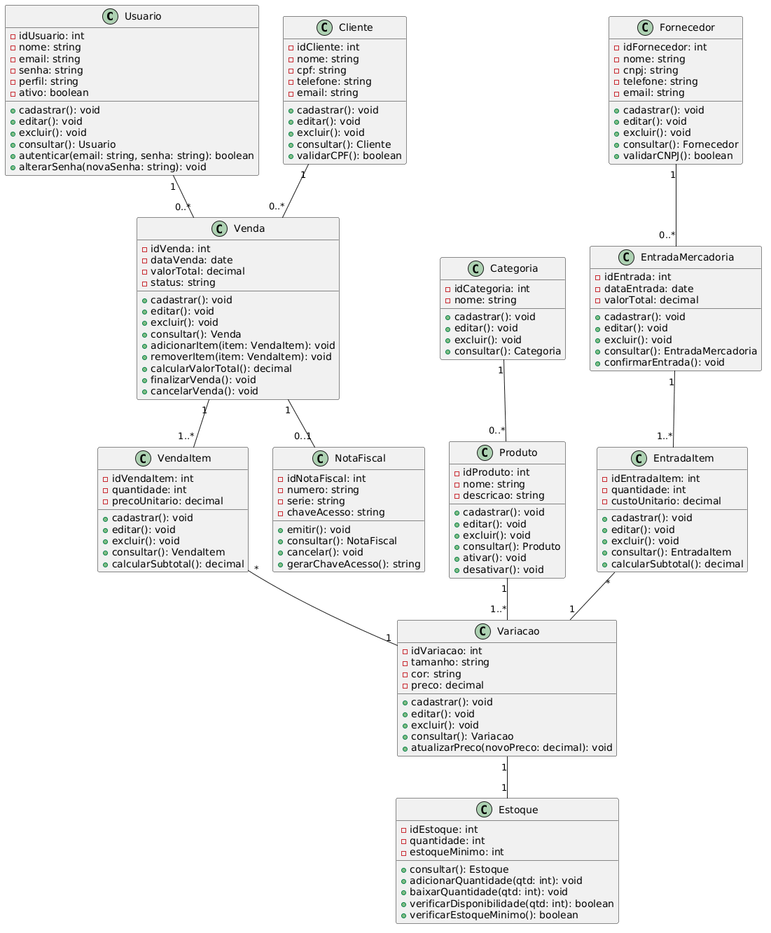 C Usuario
idUsuario: int
nome: string
email: string
senha: string
perfil: string
ativo: boolean
cadastrar(): void
editar(): void
excluir(): void
consultar(): Usuario
autenticar(email: string, senha: string): boolean
alterarSenha(novaSenha: string): void
C Cliente
idCliente: int
nome: string
cpf: string
telefone: string
email: string
cadastrar(): void
editar(): void
excluir(): void
consultar(): Cliente
validarCPF(): boolean
C Fornecedor
idFornecedor: int
nome: string
cnpj: string
telefone: string
email: string
cadastrar(): void
editar(): void
excluir(): void
consultar(): Fornecedor
validarCNPJ(): boolean
1
0..*
1
0..*
1
0..*
C Venda
idVenda: int
dataVenda: date
valorTotal: decimal
status: string
cadastrar(): void
editar(): void
excluir(): void
consultar(): Venda
adicionarItem(item: VendaItem): void
removerItem(item: VendaItem): void
calcularValorTotal(): decimal
finalizarVenda(): void
cancelarVenda(): void
C Categoria
idCategoria: int
nome: string
cadastrar(): void
editar(): void
excluir(): void
consultar(): Categoria
C EntradaMercadoria
idEntrada: int
dataEntrada: date
valorTotal: decimal
cadastrar(): void
editar(): void
excluir(): void
consultar(): EntradaMercadoria
confirmarEntrada(): void
1
1..*
1
0..1
1
0..*
1
1..*
C VendaItem
idVendaItem: int
quantidade: int
precoUnitario: decimal
cadastrar(): void
editar(): void
excluir(): void
consultar(): VendaItem
calcularSubtotal(): decimal
C NotaFiscal
idNotaFiscal: int
numero: string
serie: string
chaveAcesso: string
emitir(): void
consultar(): NotaFiscal
cancelar(): void
gerarChaveAcesso(): string
C Produto
idProduto: int
nome: string
descricao: string
cadastrar(): void
editar(): void
excluir(): void
consultar(): Produto
ativar(): void
desativar(): void
C EntradaItem
idEntradaItem: int
quantidade: int
custoUnitario: decimal
cadastrar(): void
editar(): void
excluir(): void
consultar(): EntradaItem
calcularSubtotal(): decimal
*
1
1
1..*
*
1
C Variacao
idVariacao: int
tamanho: string
cor: string
preco: decimal
cadastrar(): void
editar(): void
excluir(): void
consultar(): Variacao
atualizarPreco(novoPreco: decimal): void
1
1
C Estoque
idEstoque: int
quantidade: int
estoqueMinimo: int
consultar(): Estoque
adicionarQuantidade(qtd: int): void
baixarQuantidade(qtd: int): void
verificarDisponibilidade(qtd: int): boolean
verificarEstoqueMinimo(): boolean